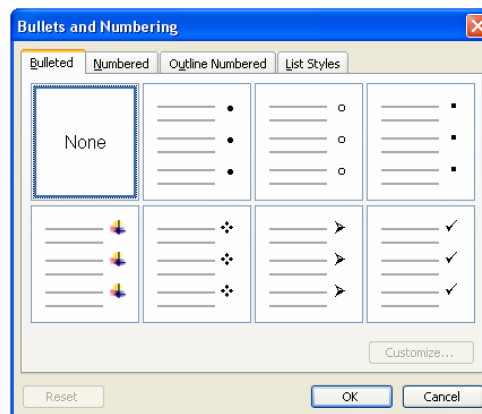 Bullets and Numbering
Bulleted Numbered Outline Numbered List Styles
None
Customize...
Reset OK Cancel